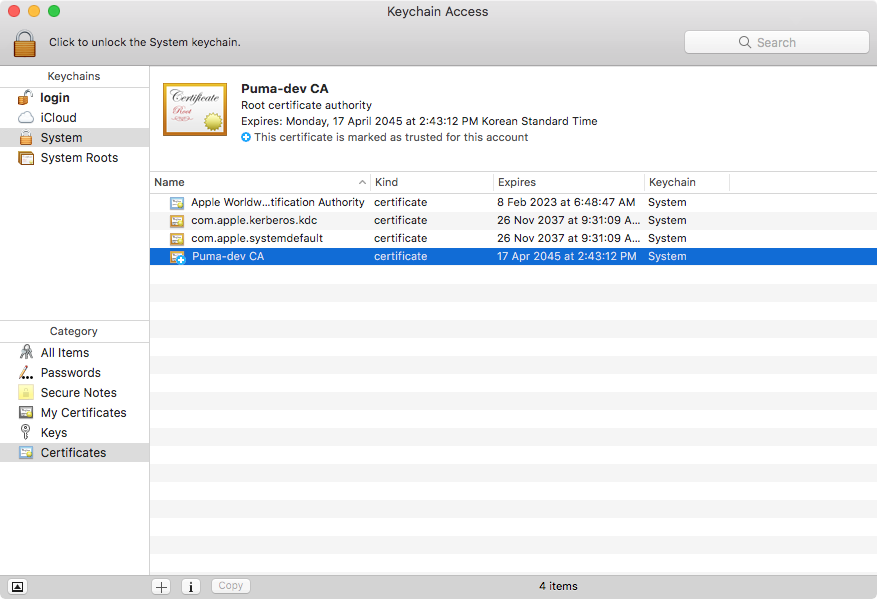 Keychain Access
Click to unlock the System keychain.
Search
Keychains
login
iCloud
System
System Roots
Category
All Items
Passwords
Secure Notes
My Certificates
Keys
Certificates
Certificate
Root
Puma-dev CA
Root certificate authority
Expires: Monday, 17 April 2045 at 2:43:12 PM Korean Standard Time
This certificate is marked as trusted for this account
Name Kind Expires Keychain
Apple Worldw...tification Authority certificate 8 Feb 2023 at 6:48:47 AM System
com.apple.kerberos.kdc certificate 26 Nov 2037 at 9:31:09 A... System
com.apple.systemdefault certificate 26 Nov 2037 at 9:31:09 A... System
Puma-dev CA certificate 17 Apr 2045 at 2:43:12 PM System
Copy
4 items